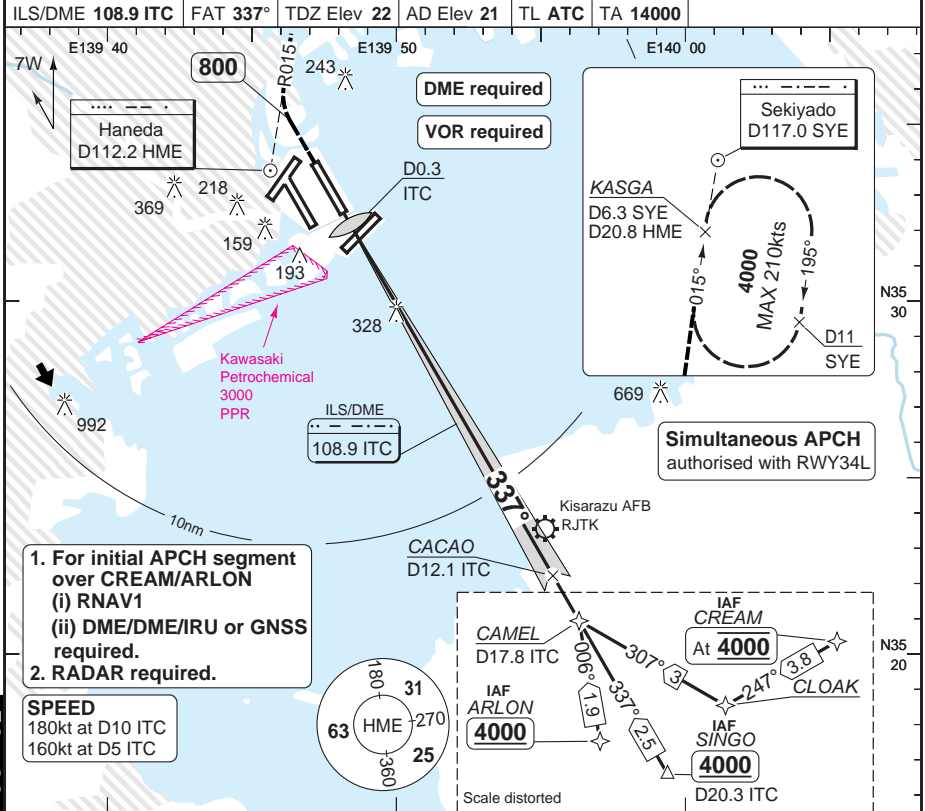 ILS/DME 108.9 ITC FAT 337° TDZ Elev 22 AD Elev 21 TL ATC TA 14000
E139 40
E139 50
E140 00
7W
800
R015°
243
DME required
VOR required
Haneda
D112.2 HME
D0.3
ITC
369
218
159
193
328
Sekiyado
D117.0 SYE
KASGA
D6.3 SYE
D20.8 HME
015°
4000
MAX 210kts
195°
D11
SYE
N35
30
Kawasaki
Petrochemical
3000
PPR
992
669
ILS/DME
108.9 ITC
Simultaneous APCH
authorised with RWY34L
337°
10nm
Kisarazu AFB
RJTK
CACAO
D12.1 ITC
1. For initial APCH segment
over CREAM/ARLON
(i) RNAV1
(ii) DME/DME/IRU or GNSS
required.
2. RADAR required.
SPEED
180kt at D10 ITC
160kt at D5 ITC
180
31
63
HME
270
25
360
CAMEL
D17.8 ITC
IAF
CREAM
At 4000
N35
20
307°
3
247°
3.8
CLOAK
006°
1.9
IAF
ARLON
4000
337°
2.5
IAF
SINGO
4000
D20.3 ITC
Scale distorted